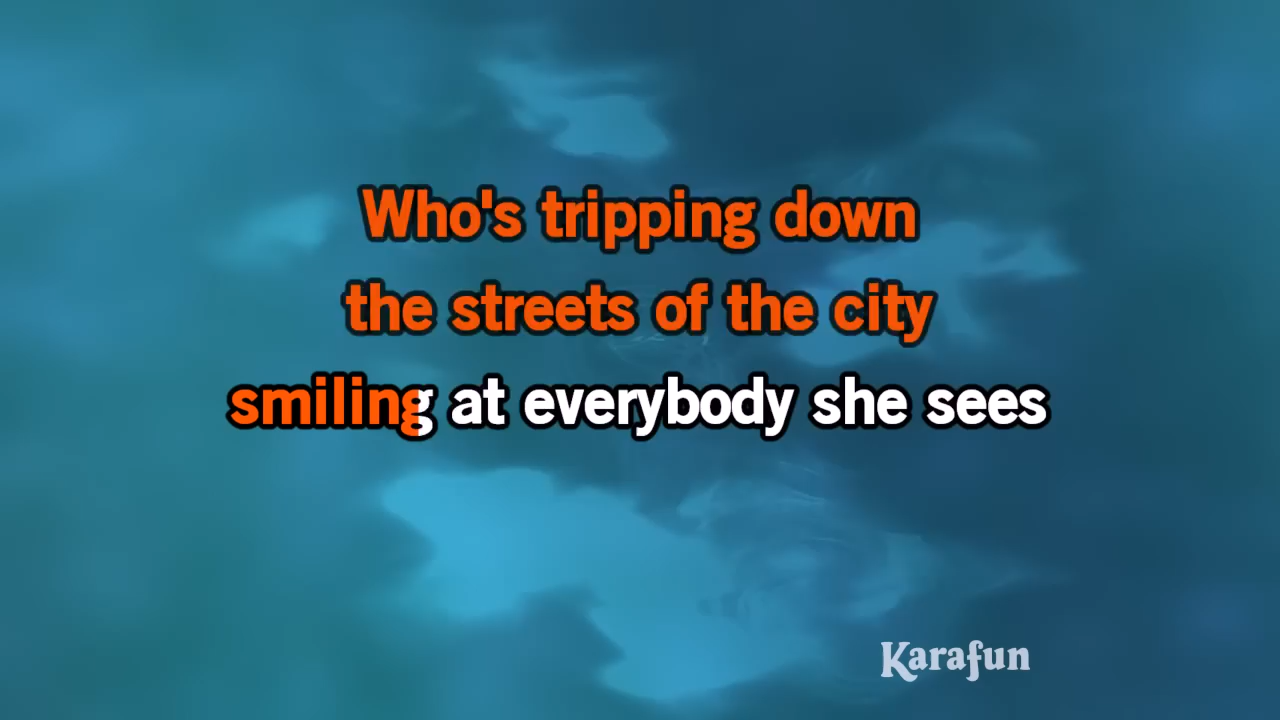 Who's tripping down
the streets of the city
smiling at everybody she sees
Karafun